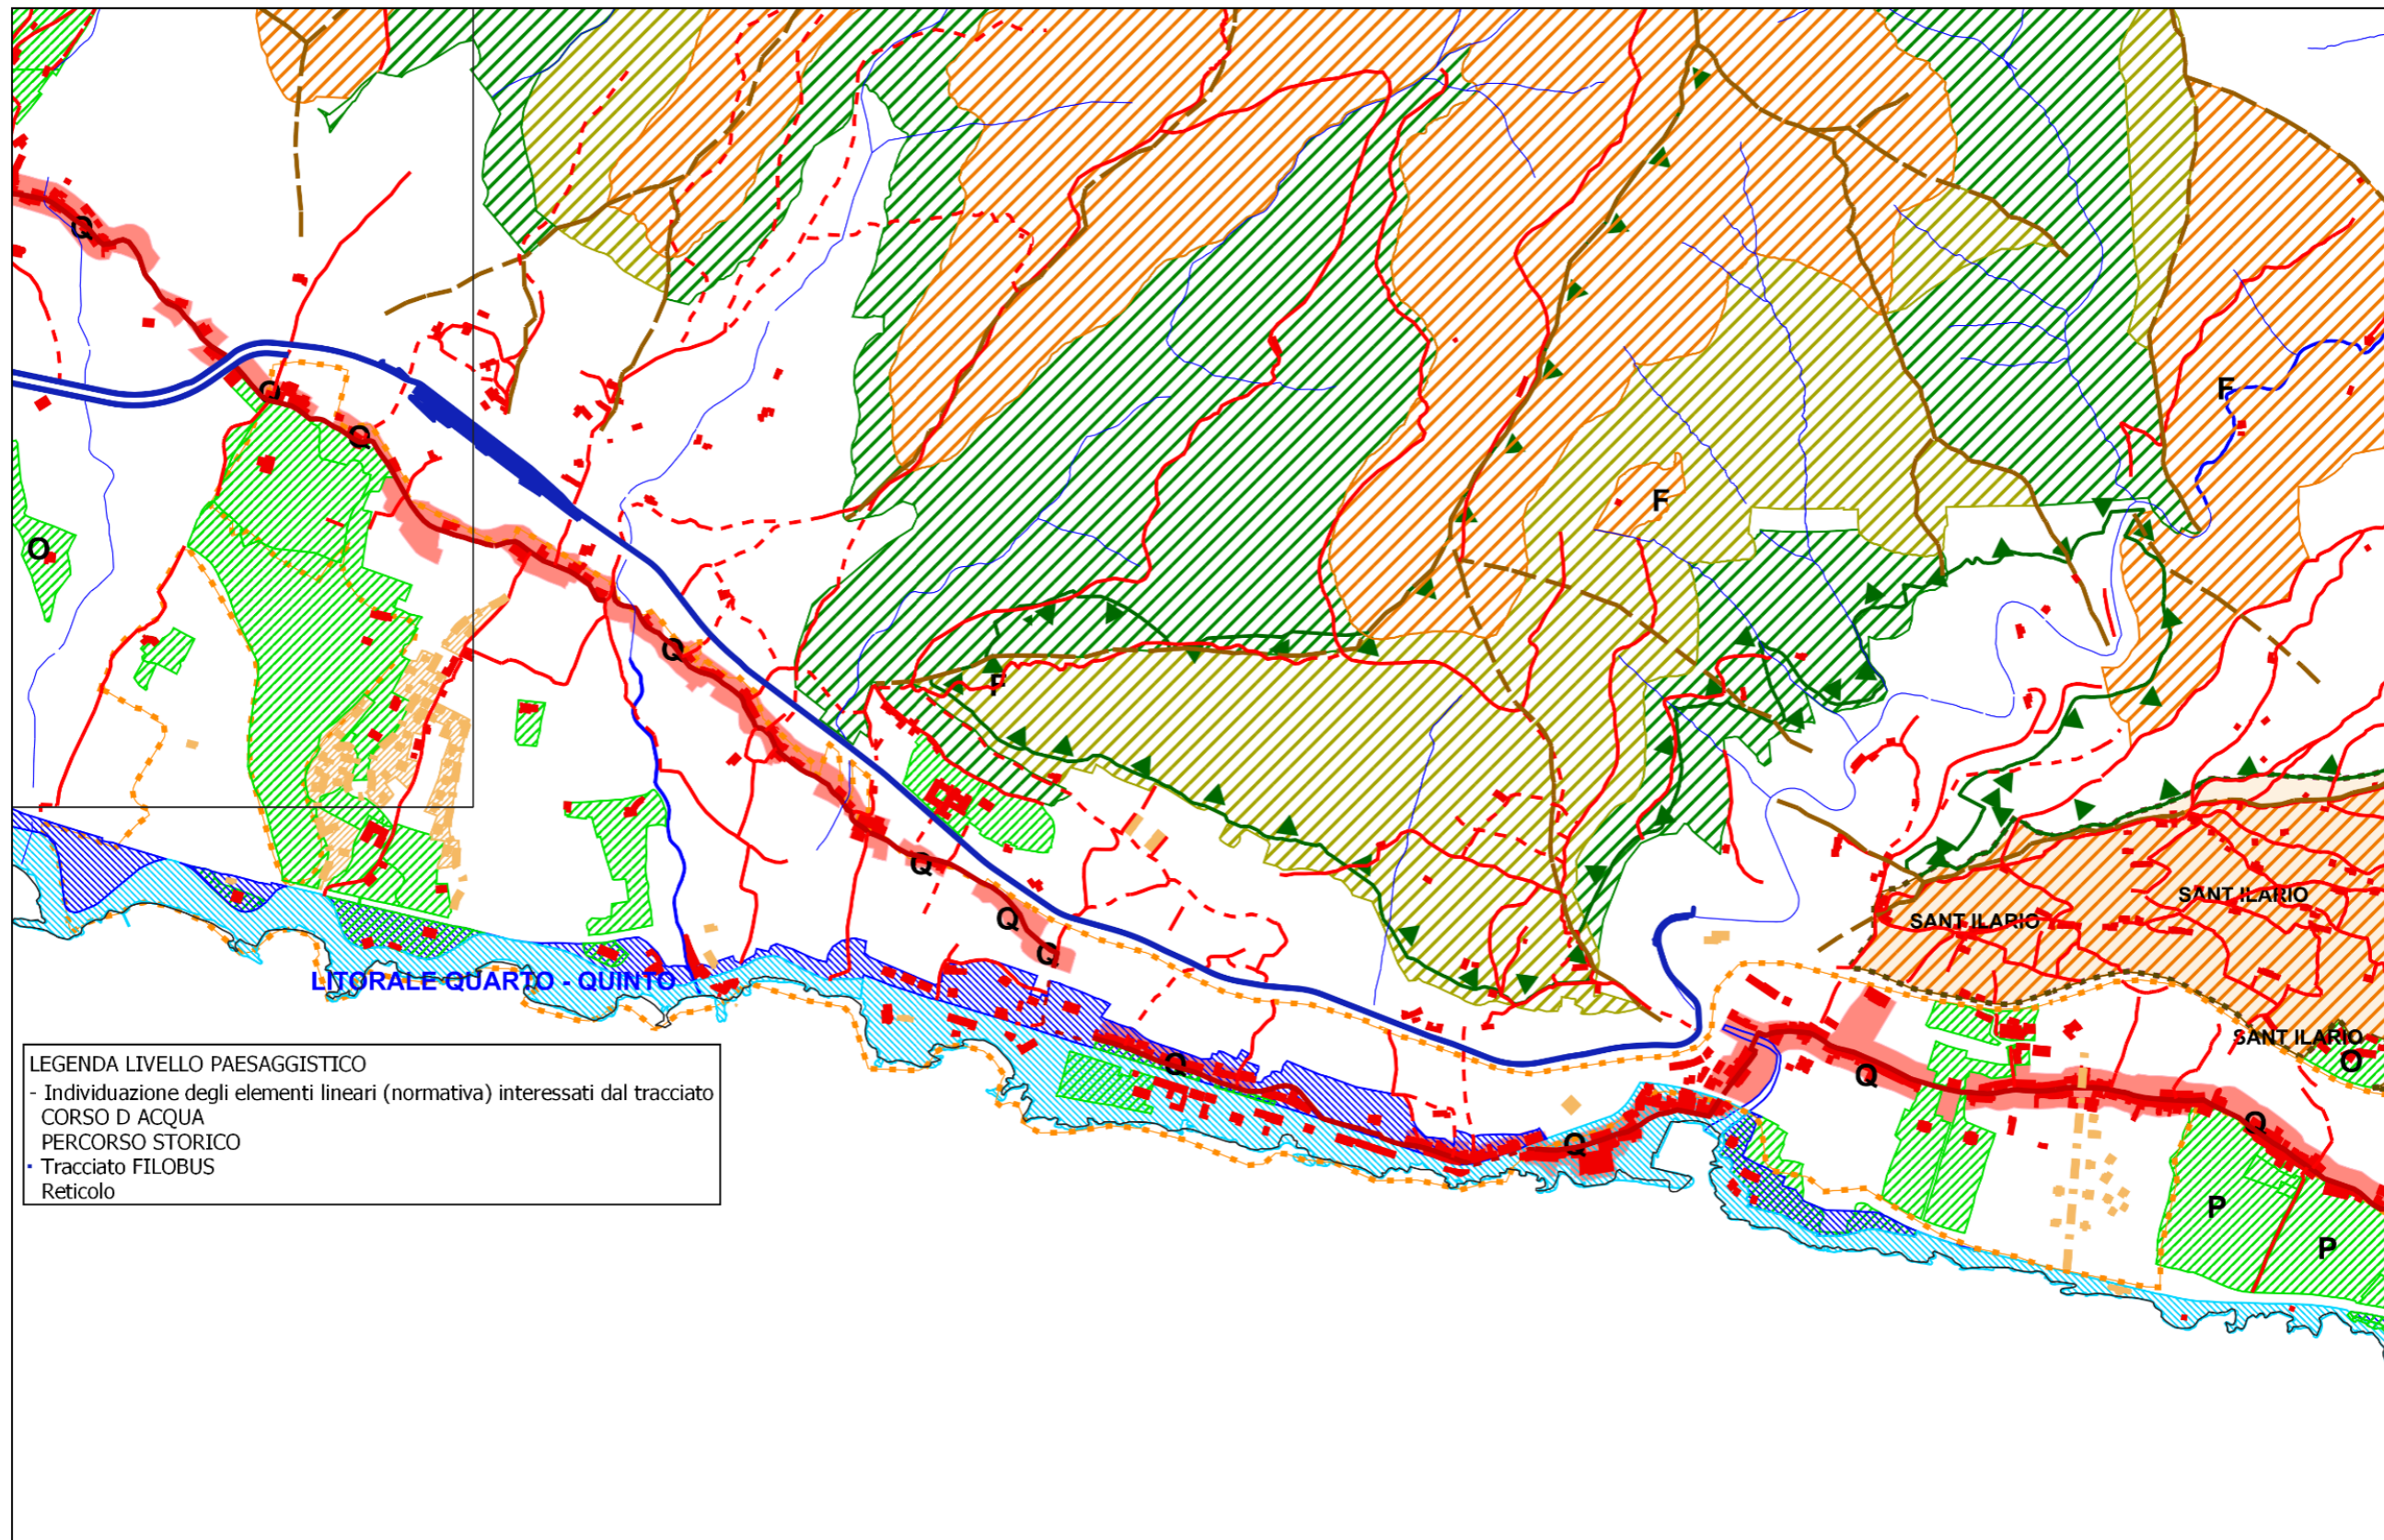 Q
F
Q
Q
F
O
Q
F
Q
SANT ILARIO
SANT ILARIO
Q
Q
LITORALE QUARTO - QUINTO
SANT ILARIO
O
Q
Q
Q
Q
P
P
LEGENDA LIVELLO PAESAGGISTICO
- Individuazione degli elementi lineari (normativa) interessati dal tracciato
CORSO D ACQUA
PERCORSO STORICO
Tracciato FILOBUS
Reticolo